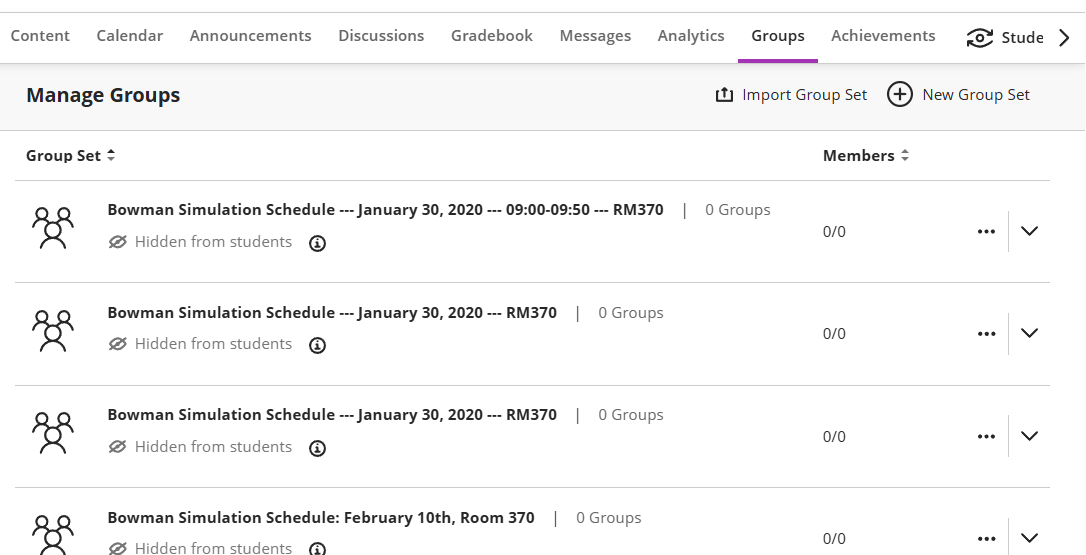 Content Calendar Announcements Discussions Gradebook Messages Analytics Groups Achievements Stude
Manage Groups Import Group Set New Group Set
Group Set Members
Bowman Simulation Schedule --- January 30, 2020 --- 09:00-09:50 --- RM370 | 0 Groups
0/0
Hidden from students
Bowman Simulation Schedule --- January 30, 2020 --- RM370 | 0 Groups
0/0
Hidden from students
Bowman Simulation Schedule --- January 30, 2020 --- RM370 | 0 Groups
0/0
Hidden from students
Bowman Simulation Schedule: February 10th, Room 370 | 0 Groups
0/0
Hidden from students